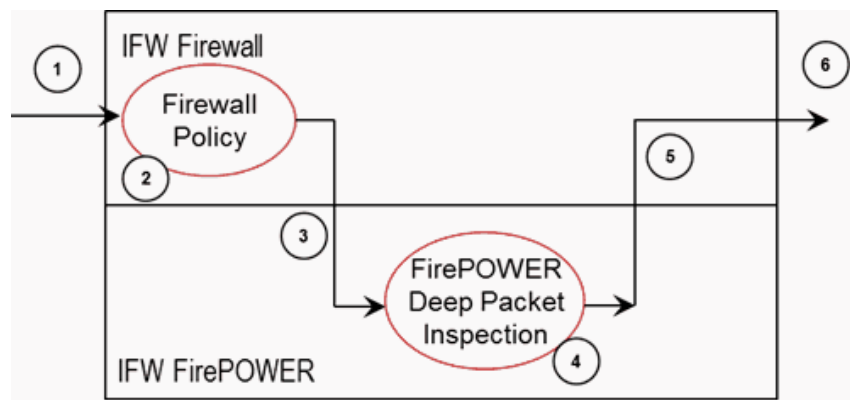 IFW Firewall
1
Firewall
Policy
2
3
FirePOWER
Deep Packet
Inspection
4
5
6
IFW FirePOWER